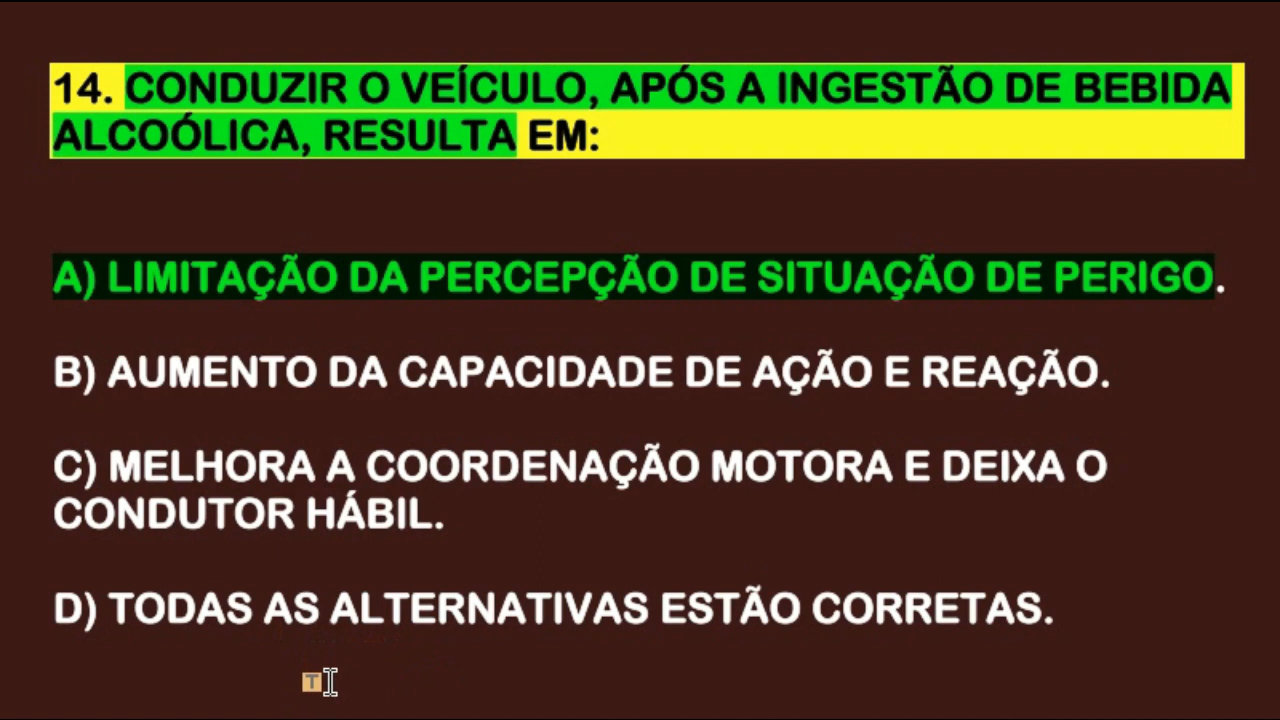 14. CONDUZIR O VEÍCULO, APÓS A INGESTÃO DE BEBIDA
ALCOÓLICA, RESULTA EM:
A) LIMITAÇÃO DA PERCEPÇÃO DE SITUAÇÃO DE PERIGO.
B) AUMENTO DA CAPACIDADE DE AÇÃO E REAÇÃO.
C) MELHORA A COORDENAÇÃO MOTORA E DEIXA O
CONDUTOR HÁBIL.
D) TODAS AS ALTERNATIVAS ESTÃO CORRETAS.
T